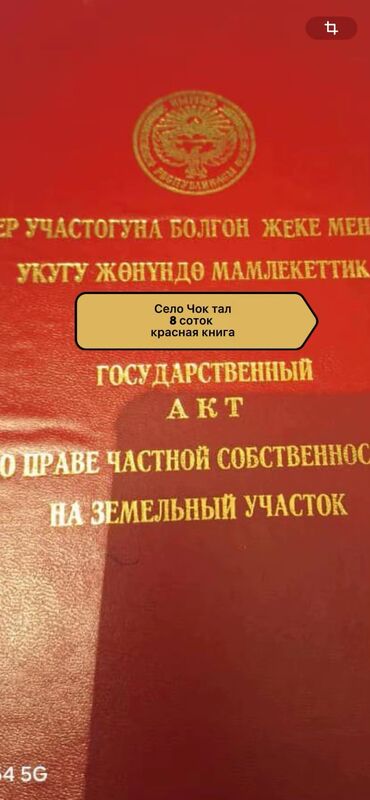 ЕР УЧАСТОГУНА БОЛГОН ЖЕКЕ МЕН
УКУГУ ЖӨНҮНДӨ МАМЛЕКЕТТИК
Село Чок тал
8 соток
красная книга
ГОСУДАРСТВЕННЫЙ
АКТ
О ПРАВЕ ЧАСТНОЙ СОБСТВЕННОС
НА ЗЕМЕЛЬНЫЙ УЧАСТОК
54 5G